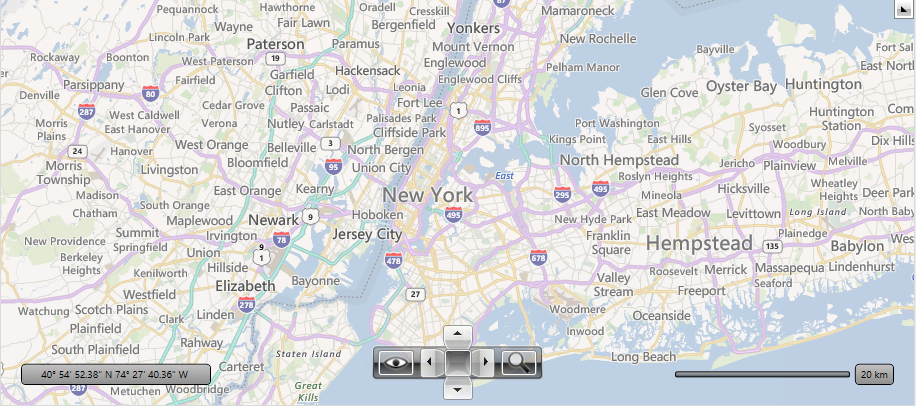 Pequannock
Hawthorne
Oradell
Cresskill
87
Mamaroneck
Wayne
Fair Lawn
Bergenfield
Yonkers
Lincoln Park
Paterson
Paramus
New Rochelle
Bayville
Mount Vernon
Rockaway
Boonton
West Paterson
19
Englewood
Pelham Manor
Parsippany
Fairfield
Garfield
Hackensack
Englewood Cliffs
Oyster Bay
Huntington
Denville
80
Clifton
Lodi
Leonia
Glen Cove
287
Cedar Grove
Passaic
Fort Lee
1
Huntington
Station
West Caldwell
Palisades Park
Morris
Plains
East Hanover
Verona
Nutley
Carlstadt
Cliffside Park
895
Port Washington
Syosset
24
Hanover
West Orange
Belleville
3
North Bergen
Kings Point
East Hills
Woodbury
Dix Hills
Morris
Township
Livingston
Bloomfield
95
Union City
North Hempstead
Jericho
Plainview
Melville
Madison
East Orange
Kearny
New York
East
295
495
Roslyn Heights
Mineola
Hicksville
Wheatley
Heights
Deer Park
Chatham
South Orange
Maplewood
Newark
9
Hoboken
495
New Hyde Park
East Meadow
Levittown
Long Island
North Baby
New Providence
Summit
Irvington
78
Jersey City
Franklin
Square
Hempstead
Plainedge
135
Babylon
Springfield
Union
9
1
478
678
Berkeley
Heights
Kenilworth
Hillside
Bayonne
Valley
Stream
Roosevelt
Merrick
Massapequa
Lindenhurst
Westfield
Elizabeth
27
Freeport
Seaford
Watchung
Scotch Plains
Linden
278
Woodmere
Oceanside
Plainfield
Clark
Inwood
South Plainfield
Rahway
Staten Island
Long Beach
40° 54' 52.38" N 74° 27' 40.36" W
Carteret
20 km
287
Metuchen
Woodbridge
Great
Kills